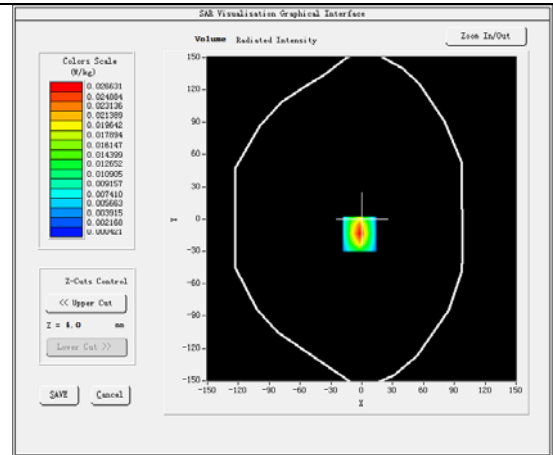 SAR Visualisation Graphical Interface
Volume Radiated Intensity
Zoom In/Out
Colors Scale
(W/kg)
0.026631
0.024884
0.023136
0.021389
0.019642
0.017894
0.016147
0.014399
0.012652
0.010905
0.009157
0.007410
0.005663
0.003915
0.002168
0.000421
Z-Cuts Control
<< Upper Cut
Z = 4.0 mm
Lower Cut >>
SAVE Cancel
150
120
90
60
30
0
-30
-60
-90
-120
-150
Y
-150 -120 -90 -60 -30 0 30 60 90 120 150
X